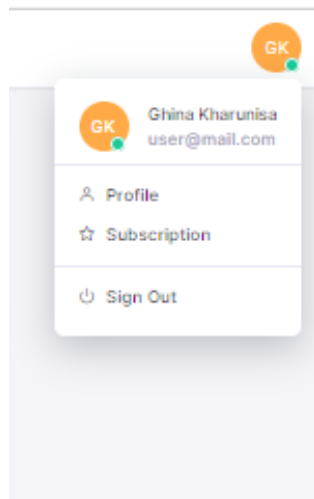 GK
GK
Ghina Kharunisa
user@mail.com
Profile
Subscription
Sign Out